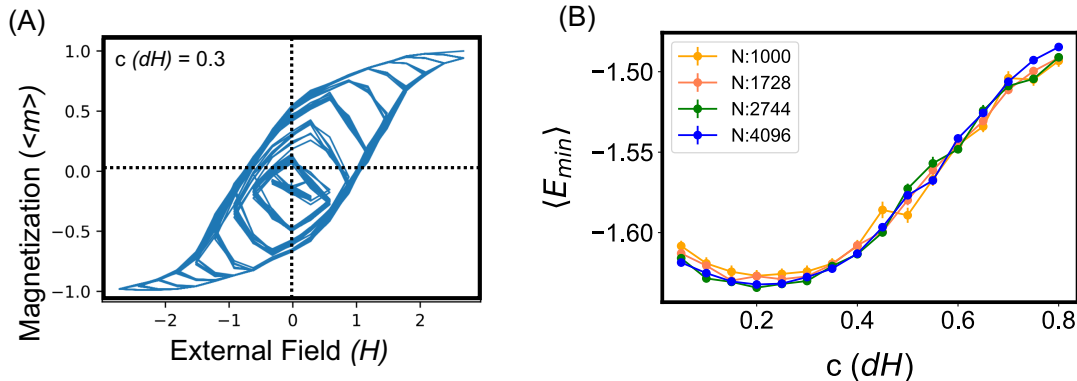 (A)
c (dH) = 0.3
Magnetization (<m>)
1.0
0.5
0.0
-0.5
-1.0
−2
−1
0
1
2
External Field (H)
(B)
N:1000
N:1728
N:2744
N:4096
⟨E_min⟩
−1.50
−1.55
−1.60
0.2
0.4
0.6
0.8
c (dH)